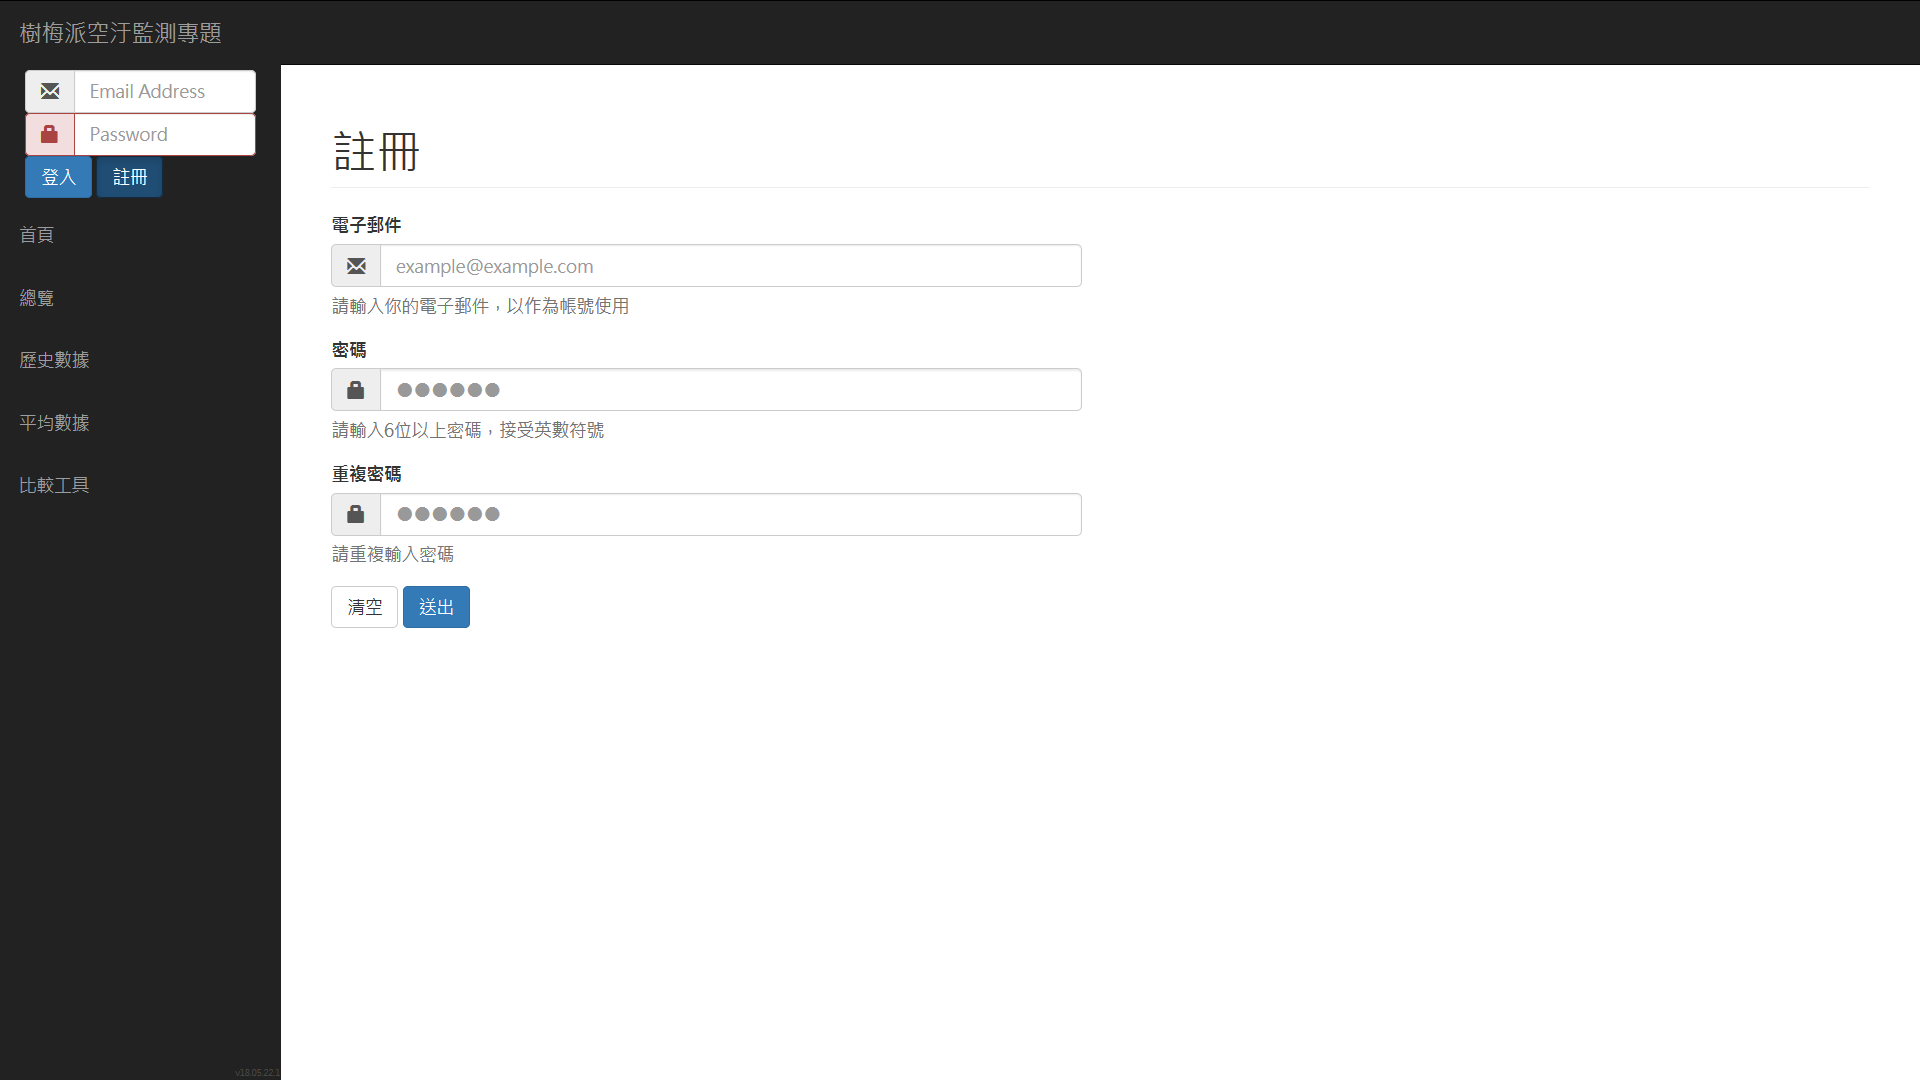 樹梅派空汙監測專題
Email Address
Password
登入 註冊
首頁
總覽
歷史數據
平均數據
比較工具
v18.05.22.1
註冊
電子郵件
example@example.com
請輸入你的電子郵件，以作為帳號使用
密碼
●●●●●●
請輸入6位以上密碼，接受英數符號
重複密碼
●●●●●●
請重複輸入密碼
清空 送出